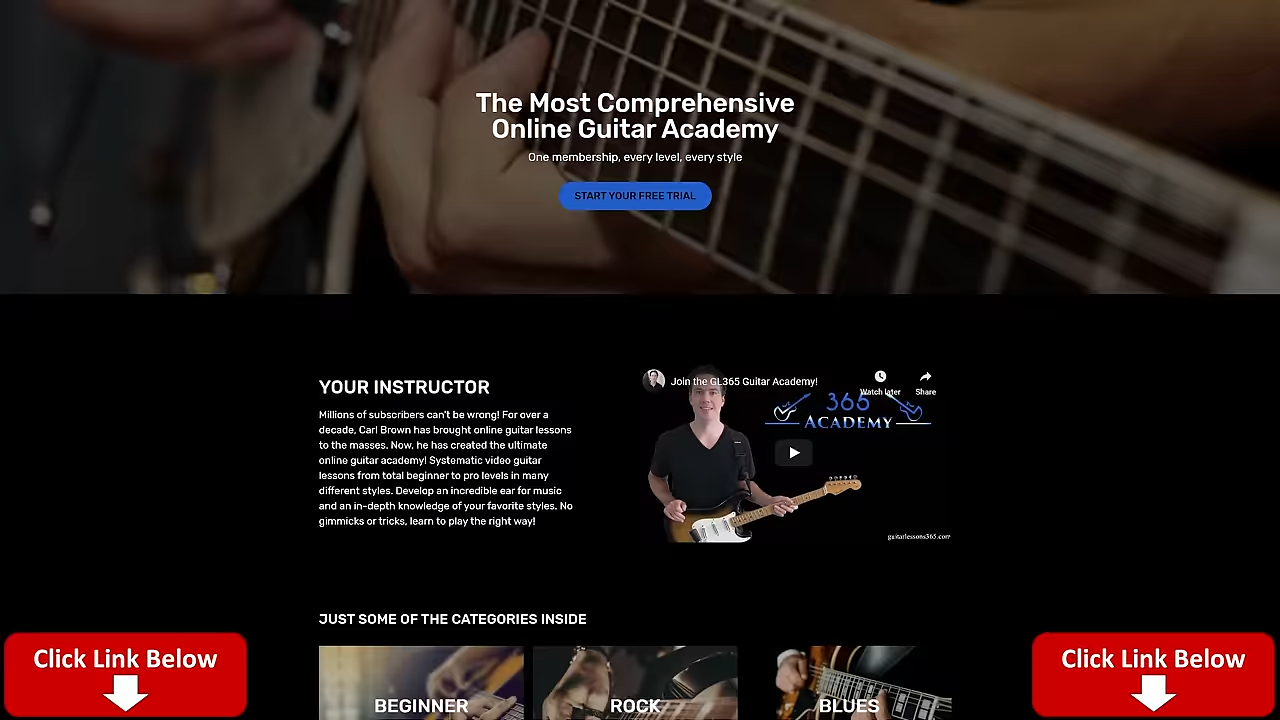 The Most Comprehensive
Online Guitar Academy
One membership, every level, every style
START YOUR FREE TRIAL
YOUR INSTRUCTOR
Millions of subscribers can't be wrong! For over a
decade, Carl Brown has brought online guitar lessons
to the masses. Now, he has created the ultimate
online guitar academy! Systematic video guitar
lessons from total beginner to pro levels in many
different styles. Develop an incredible ear for music
and an in-depth knowledge of your favorite styles. No
gimmicks or tricks, learn to play the right way!
Join the GL365 Guitar Academy!
Watch later
Share
365
ACADEMY
guitarlessons365.com
JUST SOME OF THE CATEGORIES INSIDE
BEGINNER
ROCK
BLUES
Click Link Below
Click Link Below